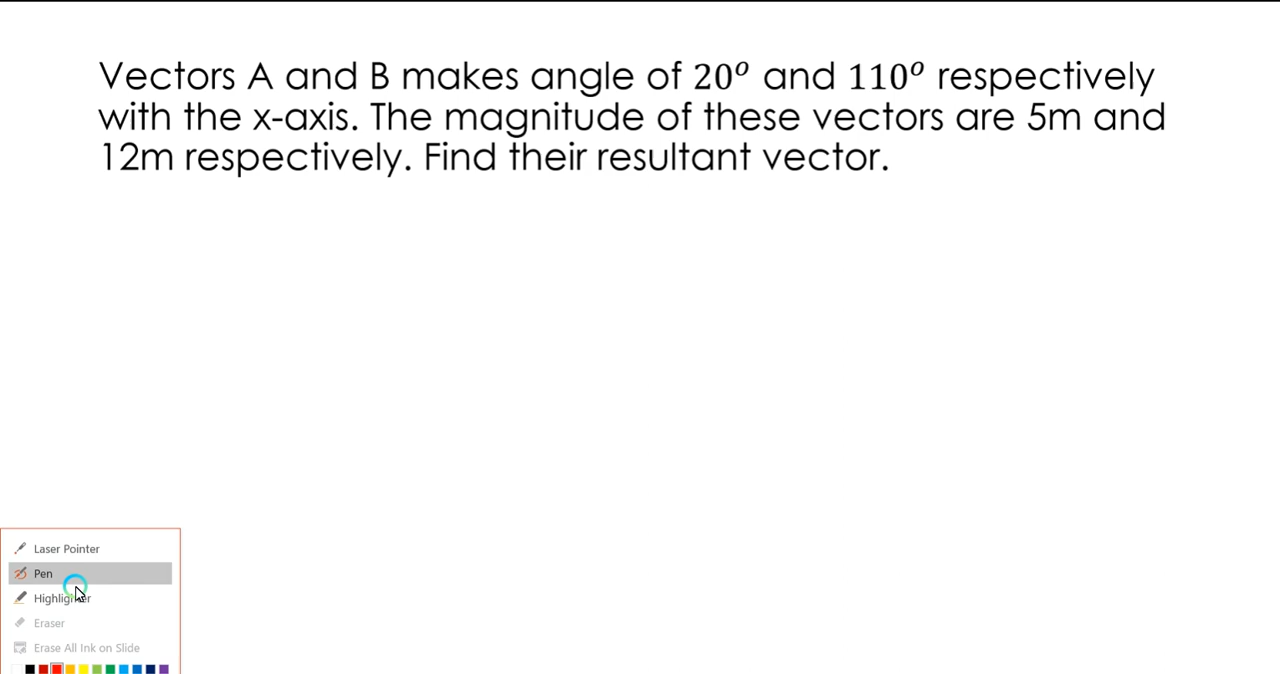 Vectors A and B makes angle of 20° and 110° respectively
with the x-axis. The magnitude of these vectors are 5m and
12m respectively. Find their resultant vector.
Laser Pointer
Pen
Highlighter
Eraser
Erase All Ink on Slide